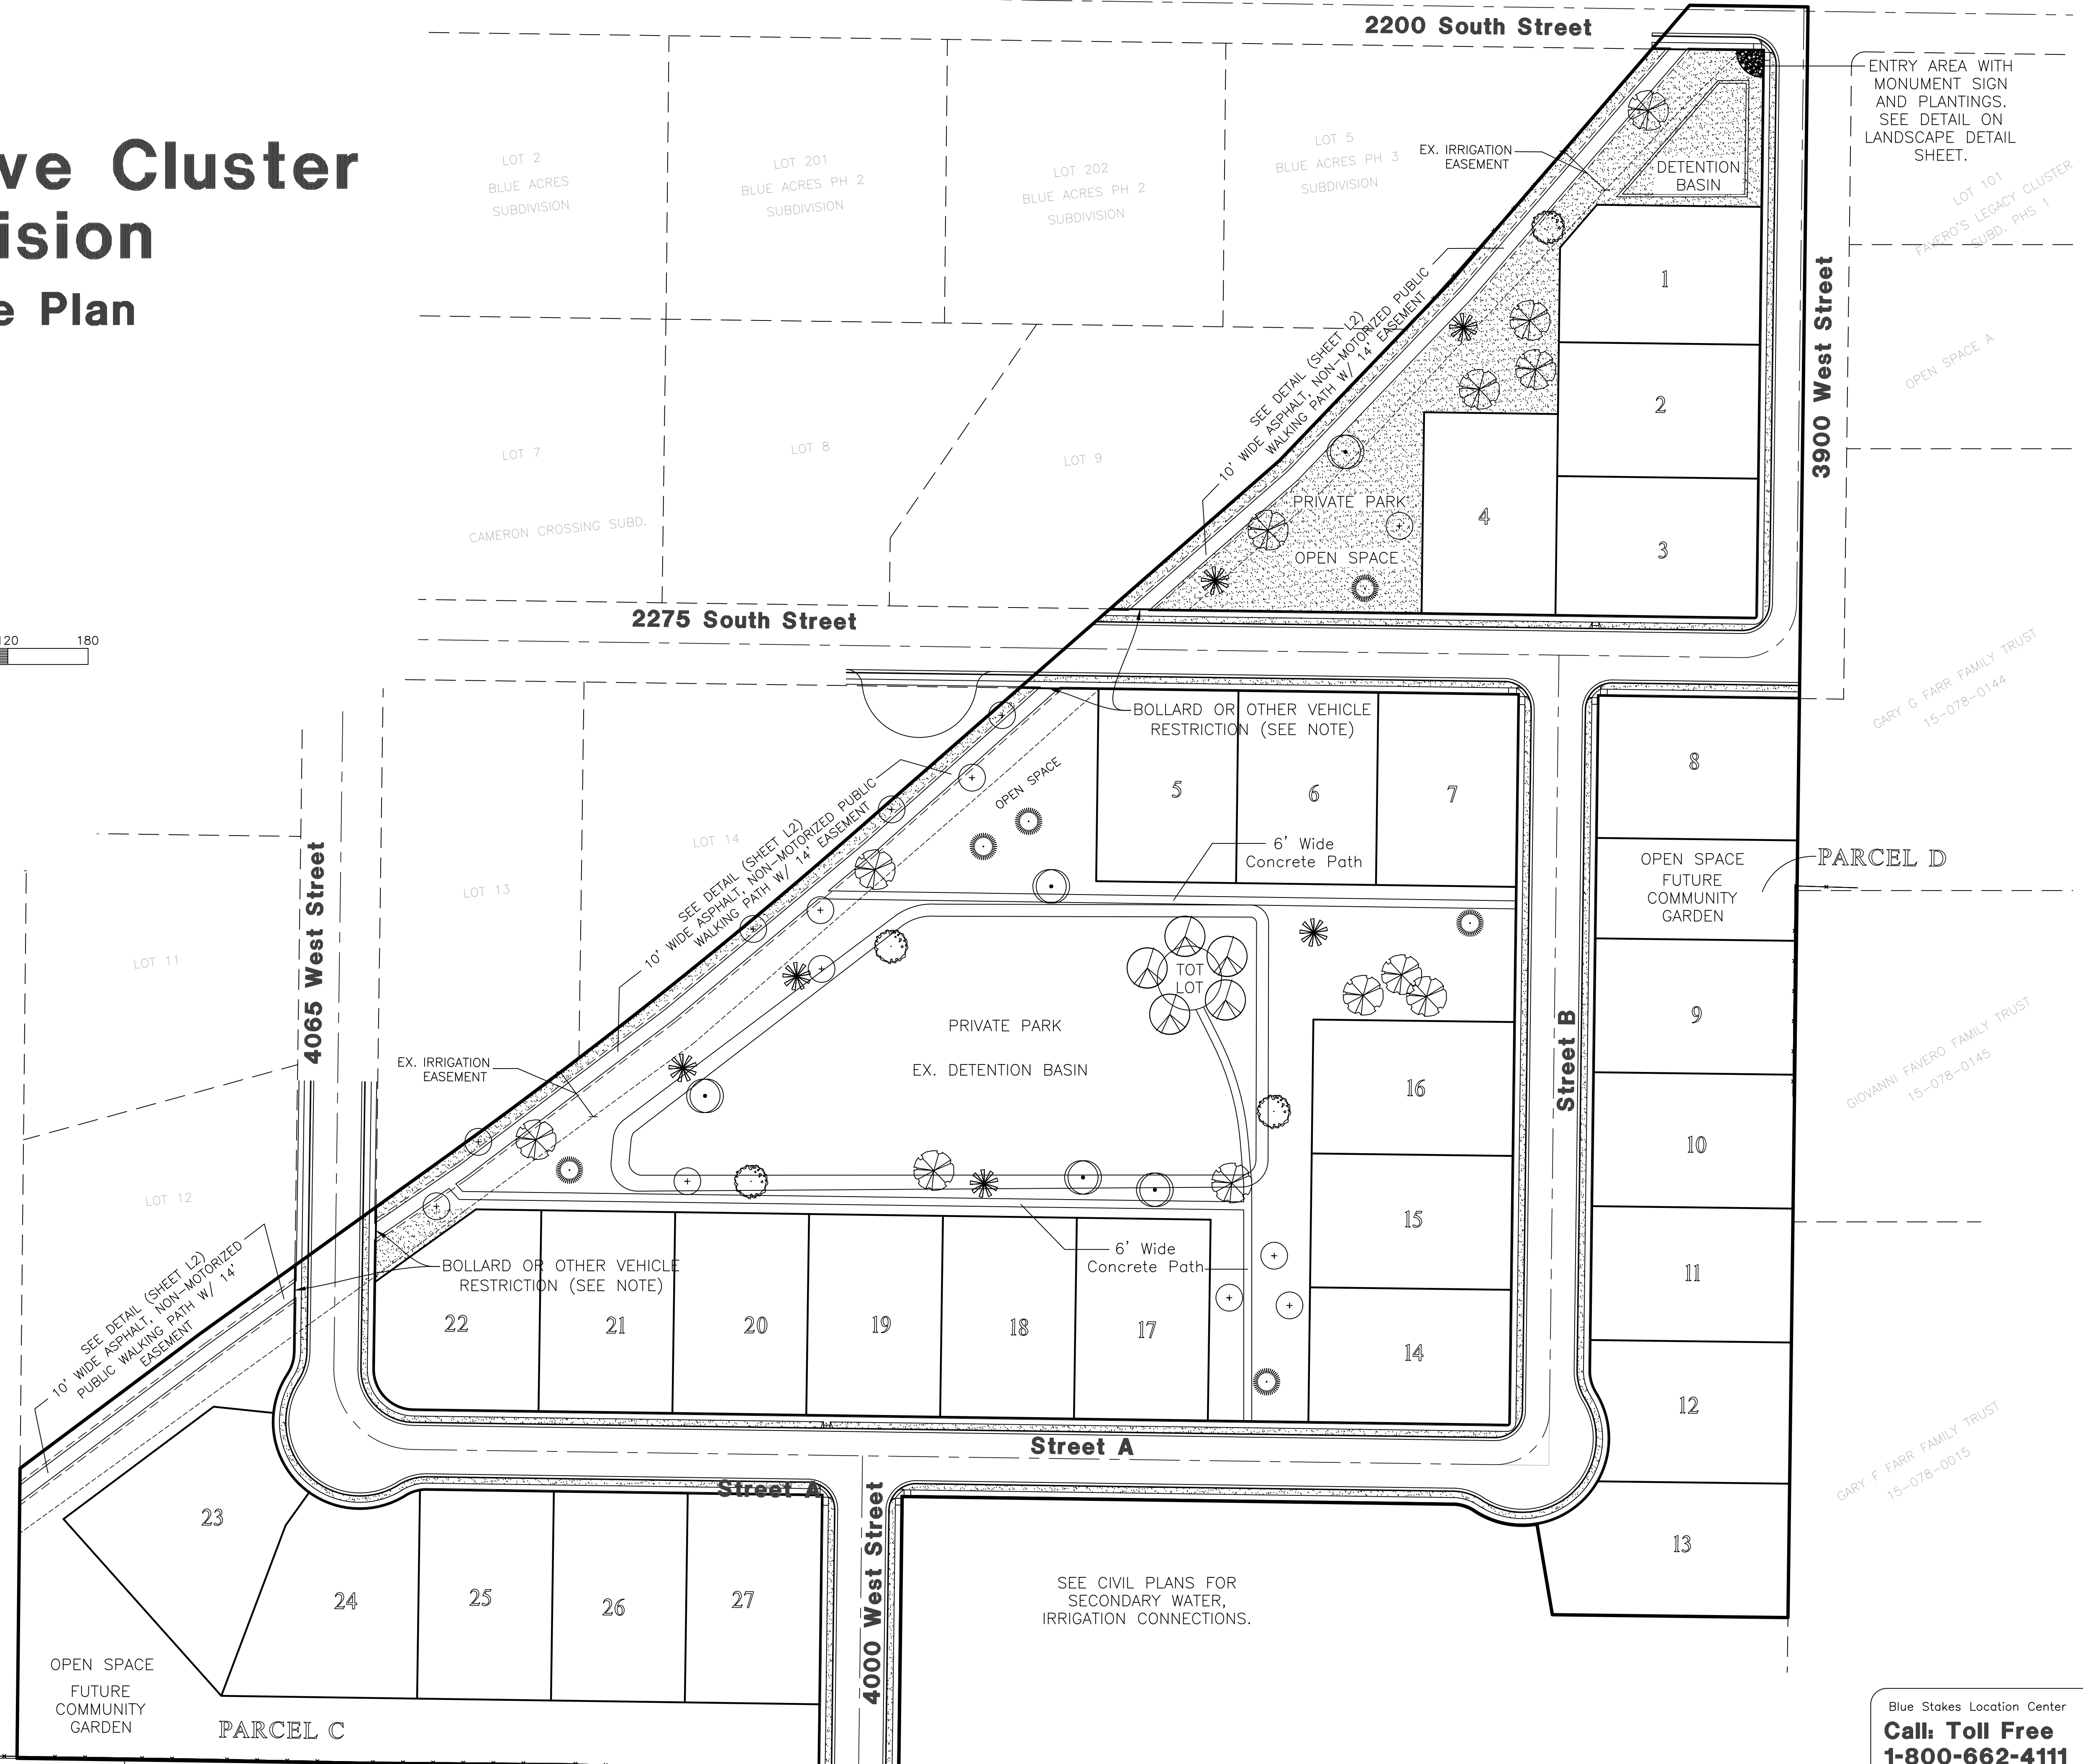 ve Cluster
ision
e Plan
120 180
2200 South Street
ENTRY AREA WITH
MONUMENT SIGN
AND PLANTINGS.
SEE DETAIL ON
LANDSCAPE DETAIL
SHEET.
LOT 2
BLUE ACRES
SUBDIVISION
LOT 201
BLUE ACRES PH 2
SUBDIVISION
LOT 202
BLUE ACRES PH 2
SUBDIVISION
LOT 5
BLUE ACRES PH 3
SUBDIVISION
EX. IRRIGATION
EASEMENT
DETENTION
BASIN
LOT 101
FAVERO'S LEGACY CLUSTER
SUBD. PHS 1
OPEN SPACE A
3900 West Street
1
2
3
4
SEE DETAIL (SHEET L2)
10' WIDE ASPHALT, NON-MOTORIZED PUBLIC
WALKING PATH W/ 14' EASEMENT
PRIVATE PARK
OPEN SPACE
LOT 7
LOT 8
LOT 9
CAMERON CROSSING SUBD.
2275 South Street
GARY G FARR FAMILY TRUST
15-078-0144
BOLLARD OR OTHER VEHICLE
RESTRICTION (SEE NOTE)
OPEN SPACE
5
6
7
8
6' Wide
Concrete Path
OPEN SPACE
FUTURE
COMMUNITY
GARDEN
PARCEL D
LOT 14
LOT 13
LOT 11
LOT 12
4065 West Street
SEE DETAIL (SHEET L2)
10' WIDE ASPHALT, NON-MOTORIZED PUBLIC
WALKING PATH W/ 14' EASEMENT
TOT
LOT
PRIVATE PARK
EX. DETENTION BASIN
EX. IRRIGATION
EASEMENT
Street B
9
10
11
12
13
16
15
14
GIOVANNI FAVERO FAMILY TRUST
15-078-0145
BOLLARD OR OTHER VEHICLE
RESTRICTION (SEE NOTE)
6' Wide
Concrete Path
22
21
20
19
18
17
SEE DETAIL (SHEET L2)
10' WIDE ASPHALT, NON-MOTORIZED
PUBLIC WALKING PATH W/ 14'
EASEMENT
Street A
Street A
4000 West Street
GARY F FARR FAMILY TRUST
15-078-0015
23
24
25
26
27
SEE CIVIL PLANS FOR
SECONDARY WATER,
IRRIGATION CONNECTIONS.
OPEN SPACE
FUTURE
COMMUNITY
GARDEN
PARCEL C
Blue Stakes Location Center
Call: Toll Free
1-800-662-4111